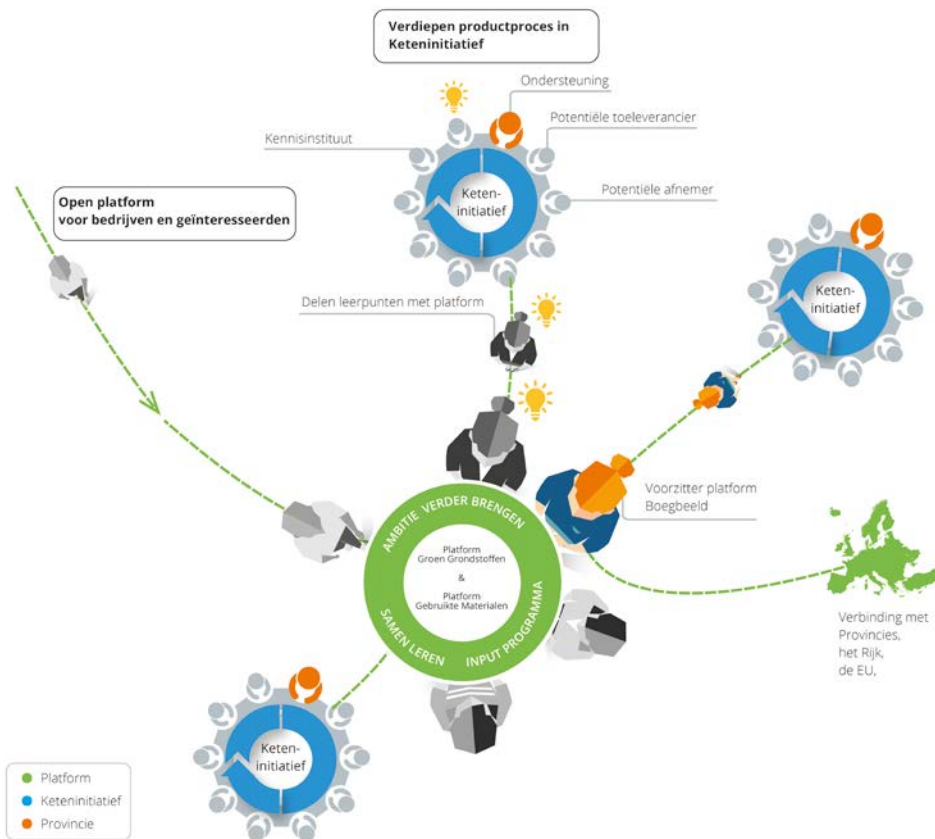 Verdiepen productproces in
Keteninitiatief
Ondersteuning
Potentiële toeleverancier
Kennisinstituut
Potentiële afnemer
Keten-
initiatief
Open platform
voor bedrijven en geïnteresseerden
Keten-
initiatief
Delen leerpunten met platform
Voorzitter platform
Boegbeeld
AMBITIE VERDER BRENGEN
Platform
Groen Grondstoffen
&
Platform
Gebruikte Materialen
SAMEN LEREN
INPUT PROGRAMMA
Verbinding met
Provincies,
het Rijk,
de EU,
Keten-
initiatief
Platform
Keteninitiatief
Provincie